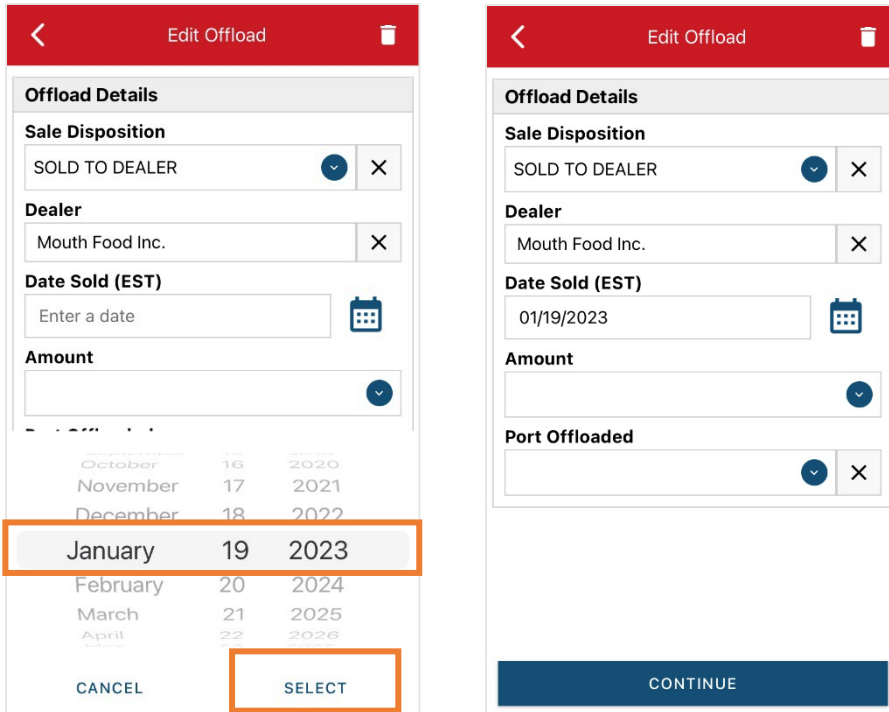 Edit Offload
Offload Details
Sale Disposition
SOLD TO DEALER
Dealer
Mouth Food Inc.
Date Sold (EST)
Enter a date
Amount
October 16 2020
November 17 2021
December 18 2022
January 19 2023
February 20 2024
March 21 2025
April 22 2026
CANCEL SELECT
Edit Offload
Offload Details
Sale Disposition
SOLD TO DEALER
Dealer
Mouth Food Inc.
Date Sold (EST)
01/19/2023
Amount
Port Offloaded
CONTINUE